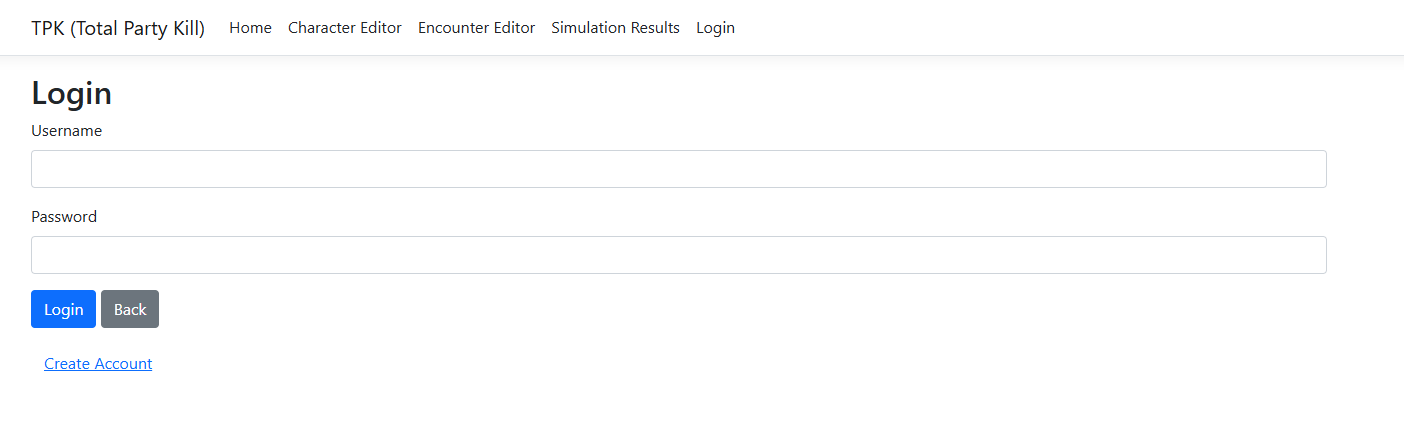 TPK (Total Party Kill) Home Character Editor Encounter Editor Simulation Results Login
Login
Username
Password
Login Back
Create Account